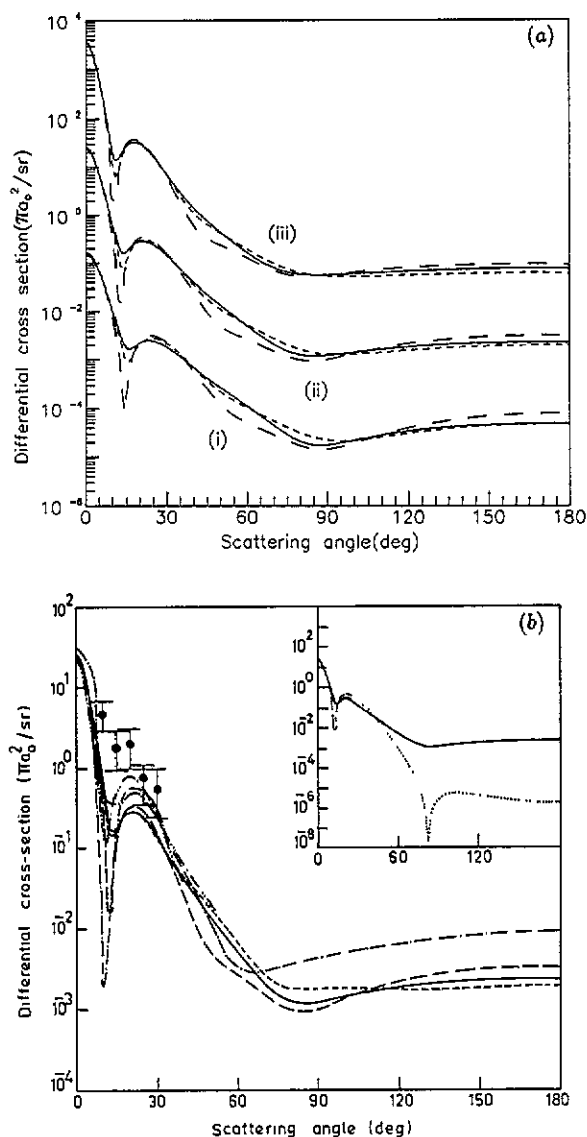 (a)
10^4
10^2
10^0
10^-2
10^-4
10^-6
Differential cross section(πa₀²/sr)
(iii)
(ii)
(i)
0 30 60 90 120 150 180
Scattering angle(deg)
(b)
10^2
10^1
10^0
10^-1
10^-2
10^-3
10^-4
Differential cross-section (πa₀²/sr)
10^2
10^0
10^-2
10^-4
10^-6
10^-8
0 60 120
0 30 60 90 120 150 180
Scattering angle (deg)